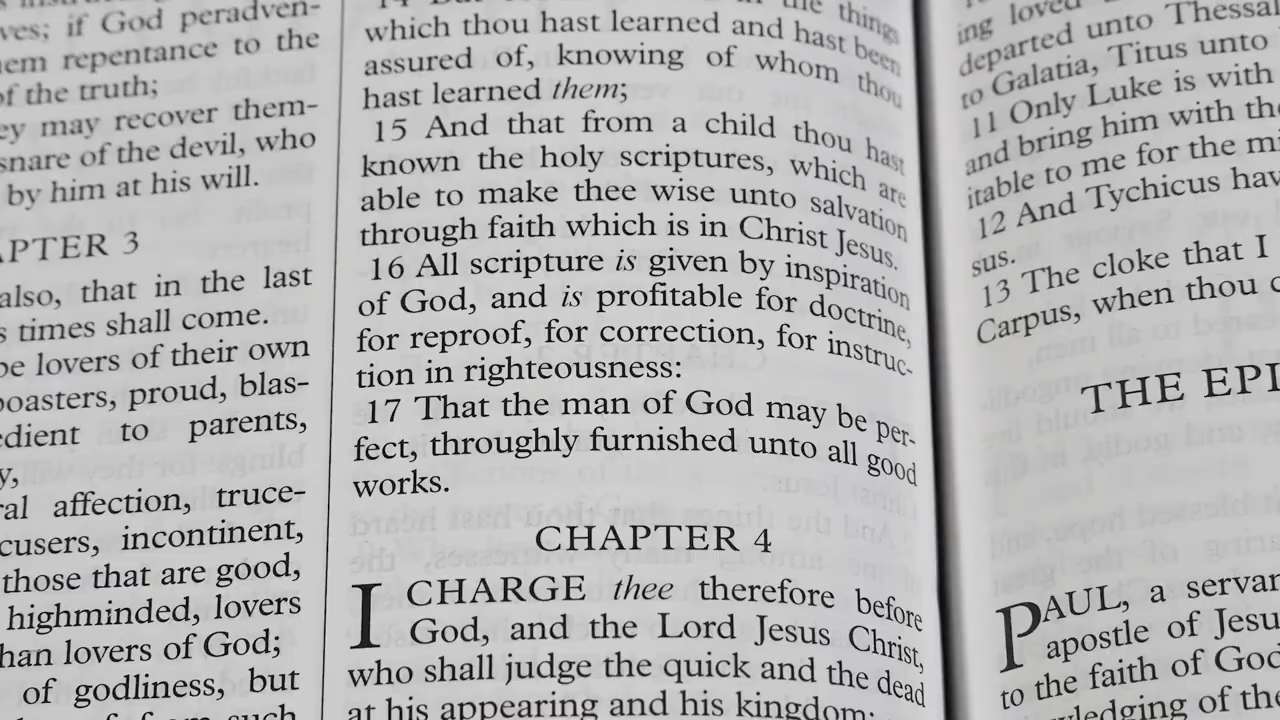 ves; if God peradven-
em repentance to the
of the truth;
ey may recover them-
snare of the devil, who
by him at his will.
APTER 3
also, that in the last
s times shall come.
be lovers of their own
boasters, proud, blas-
edient to parents,
y,
ral affection, truce-
cusers, incontinent,
those that are good,
highminded, lovers
han lovers of God;
of godliness, but
such
the things
which thou hast learned and hast been
assured of, knowing of whom thou
hast learned them;
15 And that from a child thou hast
known the holy scriptures, which are
able to make thee wise unto salvation
through faith which is in Christ Jesus.
16 All scripture is given by inspiration
of God, and is profitable for doctrine,
for reproof, for correction, for instruc-
tion in righteousness:
17 That the man of God may be per-
fect, throughly furnished unto all good
works.
CHAPTER 4
I CHARGE thee therefore before
God, and the Lord Jesus Christ,
who shall judge the quick and the dead
at his appearing and his kingdom;
ing loved
departed unto Thessal
to Galatia, Titus unto
11 Only Luke is with
and bring him with the
itable to me for the mi
12 And Tychicus hav
sus.
13 The cloke that I
Carpus, when thou c
THE EPI
PAUL, a servan
apostle of Jesu
to the faith of God
wledging of the